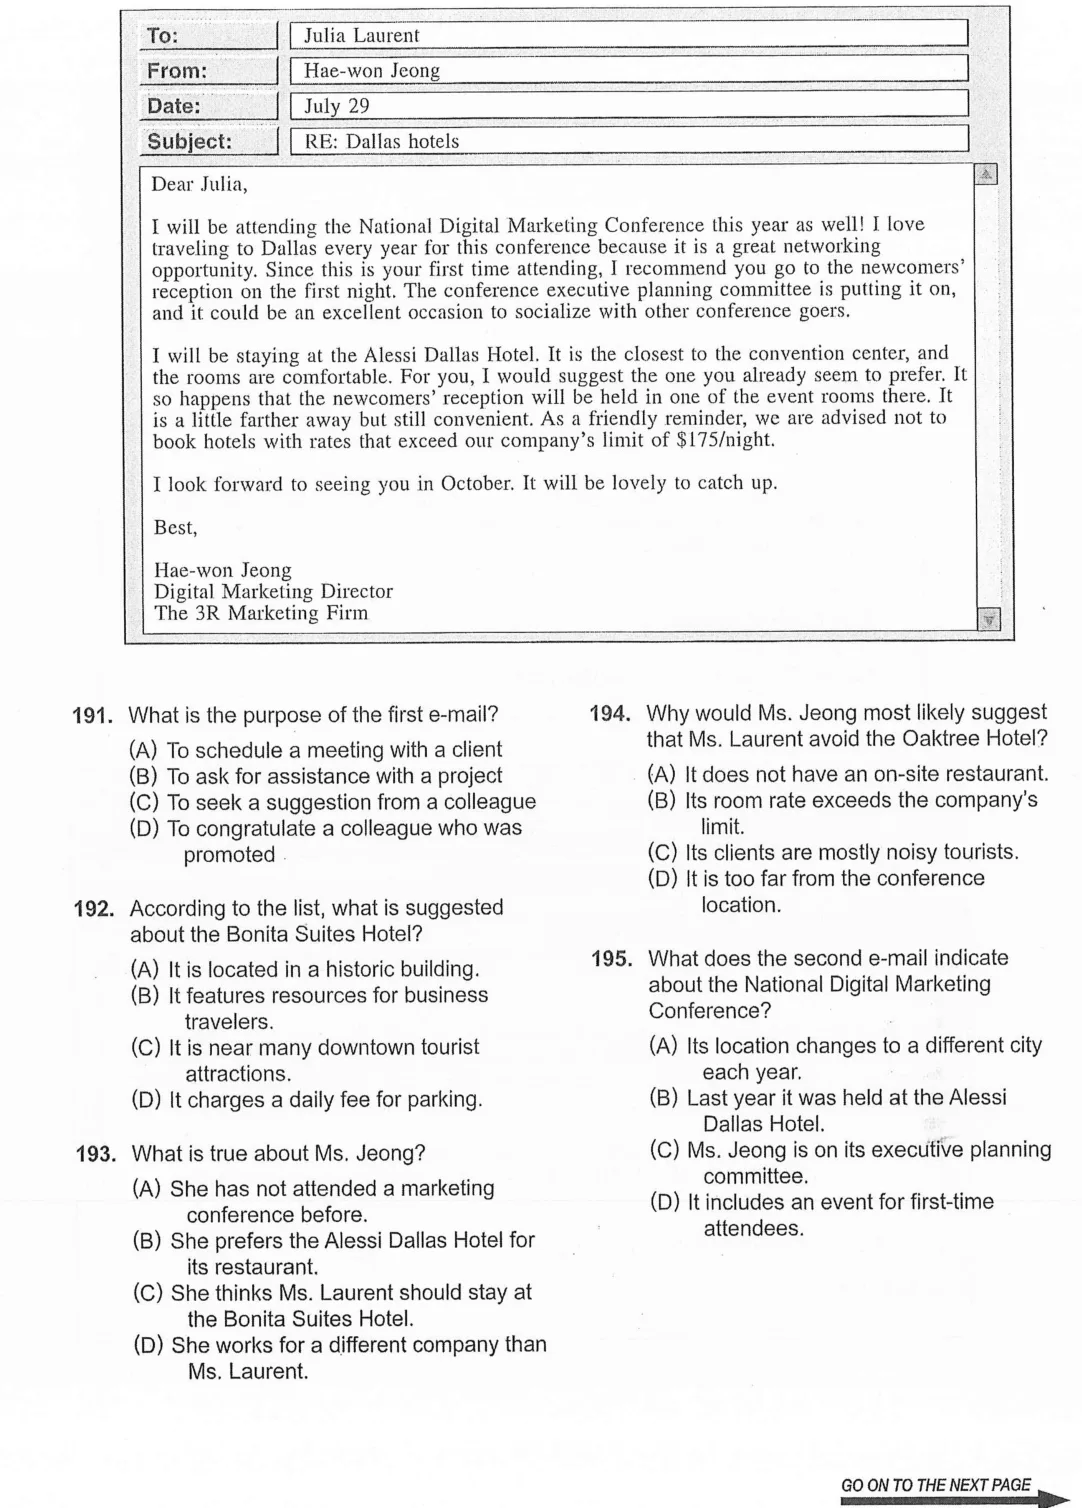 To: Julia Laurent
From: Hae-won Jeong
Date: July 29
Subject: RE: Dallas hotels
Dear Julia,
I will be attending the National Digital Marketing Conference this year as well! I love
traveling to Dallas every year for this conference because it is a great networking
opportunity. Since this is your first time attending, I recommend you go to the newcomers'
reception on the first night. The conference executive planning committee is putting it on,
and it could be an excellent occasion to socialize with other conference goers.
I will be staying at the Alessi Dallas Hotel. It is the closest to the convention center, and
the rooms are comfortable. For you, I would suggest the one you already seem to prefer. It
so happens that the newcomers' reception will be held in one of the event rooms there. It
is a little farther away but still convenient. As a friendly reminder, we are advised not to
book hotels with rates that exceed our company's limit of $175/night.
I look forward to seeing you in October. It will be lovely to catch up.
Best,
Hae-won Jeong
Digital Marketing Director
The 3R Marketing Firm
191. What is the purpose of the first e-mail?
(A) To schedule a meeting with a client
(B) To ask for assistance with a project
(C) To seek a suggestion from a colleague
(D) To congratulate a colleague who was
promoted
192. According to the list, what is suggested
about the Bonita Suites Hotel?
(A) It is located in a historic building.
(B) It features resources for business
travelers.
(C) It is near many downtown tourist
attractions.
(D) It charges a daily fee for parking.
193. What is true about Ms. Jeong?
(A) She has not attended a marketing
conference before.
(B) She prefers the Alessi Dallas Hotel for
its restaurant.
(C) She thinks Ms. Laurent should stay at
the Bonita Suites Hotel.
(D) She works for a different company than
Ms. Laurent.
194. Why would Ms. Jeong most likely suggest
that Ms. Laurent avoid the Oaktree Hotel?
(A) It does not have an on-site restaurant.
(B) Its room rate exceeds the company's
limit.
(C) Its clients are mostly noisy tourists.
(D) It is too far from the conference
location.
195. What does the second e-mail indicate
about the National Digital Marketing
Conference?
(A) Its location changes to a different city
each year.
(B) Last year it was held at the Alessi
Dallas Hotel.
(C) Ms. Jeong is on its executive planning
committee.
(D) It includes an event for first-time
attendees.
GO ON TO THE NEXT PAGE